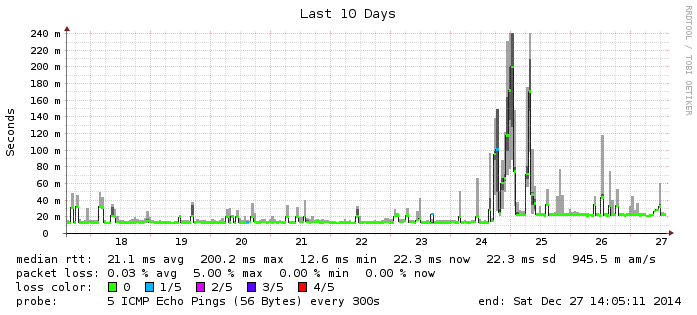 Last 10 Days
RRDTOOL / TOBI OETIKER
Seconds
240 m
220 m
200 m
180 m
160 m
140 m
120 m
100 m
80 m
60 m
40 m
20 m
0
18 19 20 21 22 23 24 25 26 27
median rtt: 21.1 ms avg 200.2 ms max 12.6 ms min 22.3 ms now 22.3 ms sd 945.5 m am/s
packet loss: 0.03 % avg 5.00 % max 0.00 % min 0.00 % now
loss color: 0 1/5 2/5 3/5 4/5
probe: 5 ICMP Echo Pings (56 Bytes) every 300s end: Sat Dec 27 14:05:11 2014